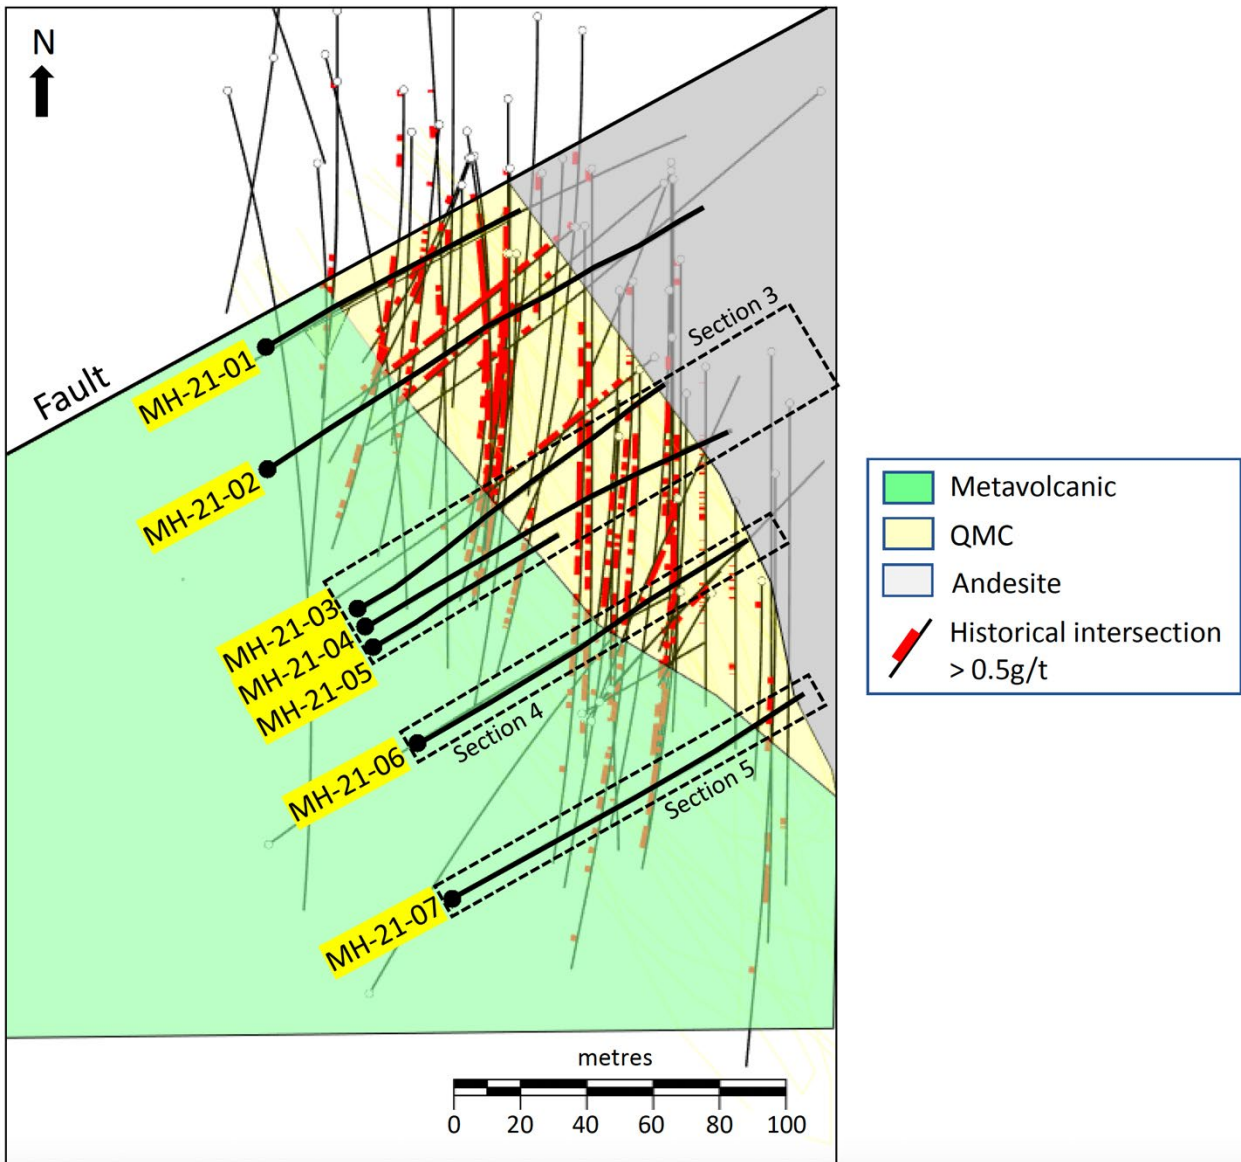 N
Fault
MH-21-01
MH-21-02
Section 3
MH-21-03
MH-21-04
MH-21-05
MH-21-06
Section 4
MH-21-07
Section 5
metres
0 20 40 60 80 100
Metavolcanic
QMC
Andesite
Historical intersection
> 0.5g/t